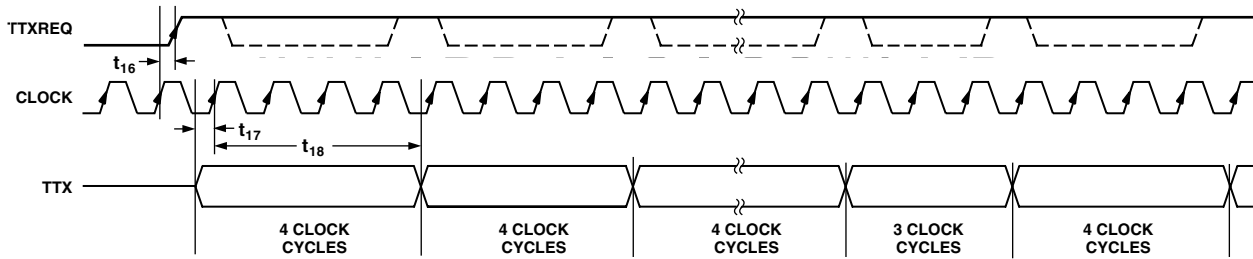 TTXREQ
t16
CLOCK
t17
t18
TTX
4 CLOCK
CYCLES
4 CLOCK
CYCLES
4 CLOCK
CYCLES
3 CLOCK
CYCLES
4 CLOCK
CYCLES